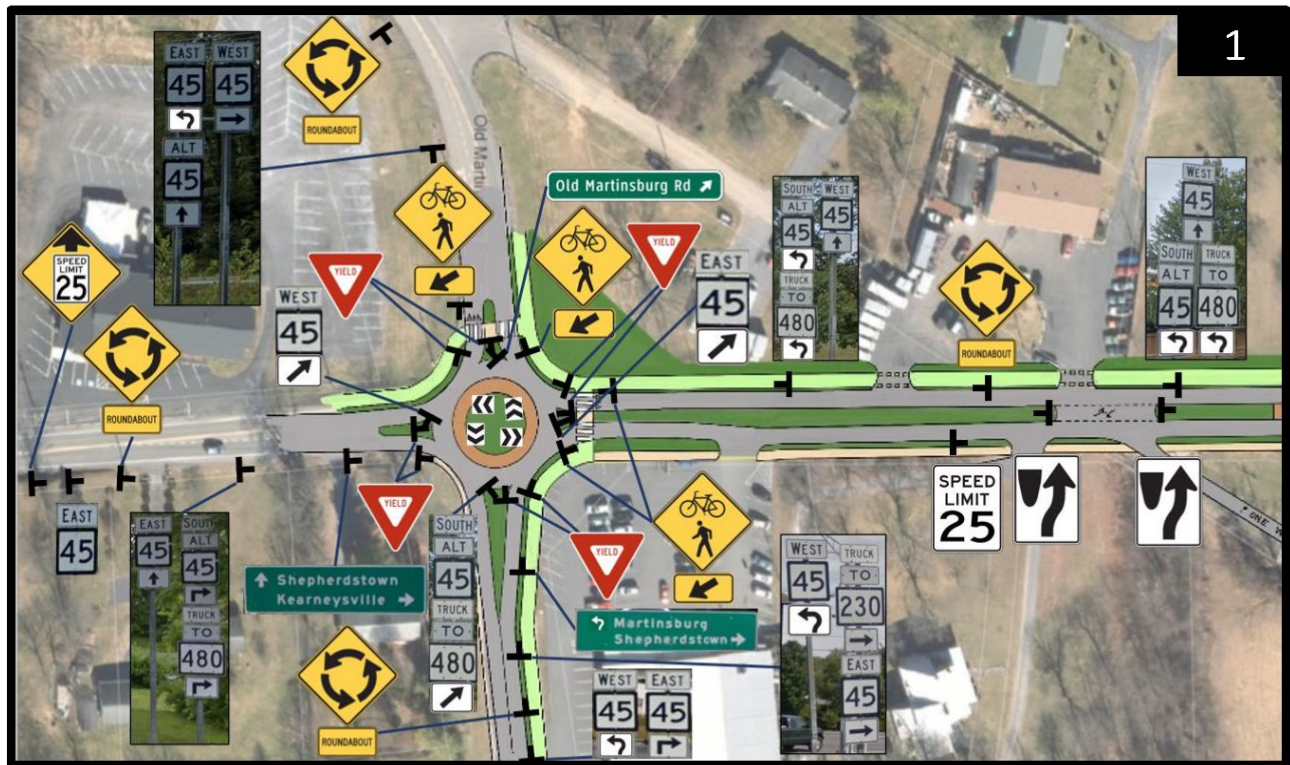 1
EAST WEST
45 45
ALT
45
ROUNDABOUT
Old Marti
Old Martinsburg Rd
YIELD
YIELD
SPEED
LIMIT
25
WEST
45
EAST
45
SOUTH WEST
ALT 45
45
TRUCK
TO
480
ROUNDABOUT
WEST
45
SOUTH TRUCK
ALT TO
45 480
ROUNDABOUT
EAST
45
EAST SOUTH
45 ALT
45
TRUCK
TO
480
YIELD
Shepherdstown
Kearneysville
SOUTH
ALT
45
TRUCK
TO
480
YIELD
Martinsburg
Shepherdstown
SPEED
LIMIT
25
ONE W
WEST TRUCK
45 TO
230
EAST
45
ROUNDABOUT
WEST EAST
45 45